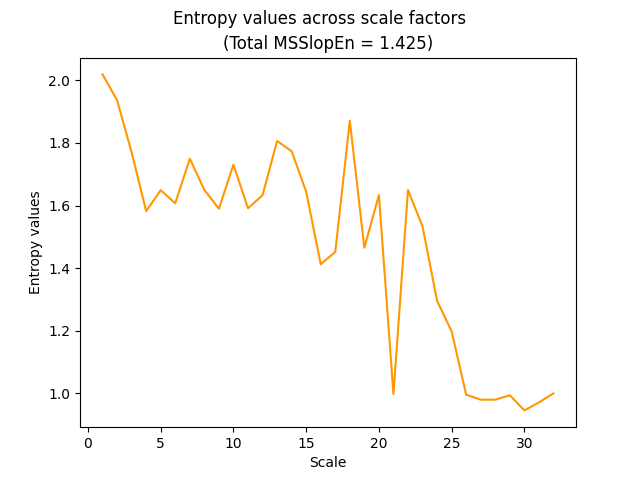 Entropy values across scale factors
(Total MSSlopEn = 1.425)
2.0
1.8
1.6
1.4
1.2
1.0
Entropy values
0 5 10 15 20 25 30
Scale